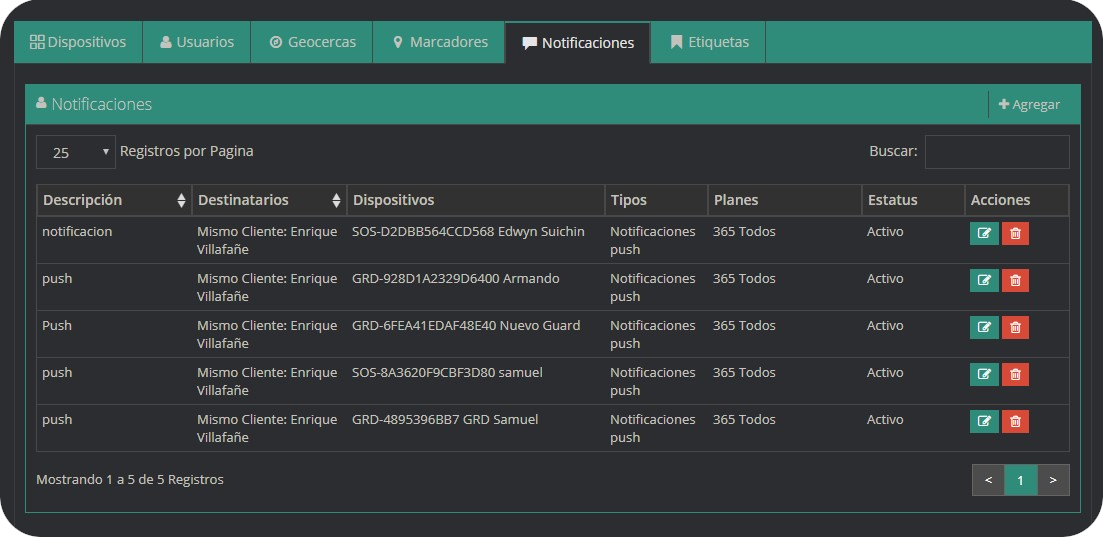 Dispositivos Usuarios Geocercas Marcadores Notificaciones Etiquetas
Notificaciones Agregar
25 Registros por Pagina Buscar:
Descripción Destinatarios Dispositivos Tipos Planes Estatus Acciones
notificacion Mismo Cliente: Enrique SOS-D2DBB564CCD568 Edwyn Suichin Notificaciones 365 Todos Activo
Villafañe push
push Mismo Cliente: Enrique GRD-928D1A2329D6400 Armando Notificaciones 365 Todos Activo
Villafañe push
Push Mismo Cliente: Enrique GRD-6FEA41EDAF48E40 Nuevo Guard Notificaciones 365 Todos Activo
Villafañe push
push Mismo Cliente: Enrique SOS-8A3620F9CBF3D80 samuel Notificaciones 365 Todos Activo
Villafañe push
push Mismo Cliente: Enrique GRD-4895396BB7 GRD Samuel Notificaciones 365 Todos Activo
Villafañe push
Mostrando 1 a 5 de 5 Registros < 1 >